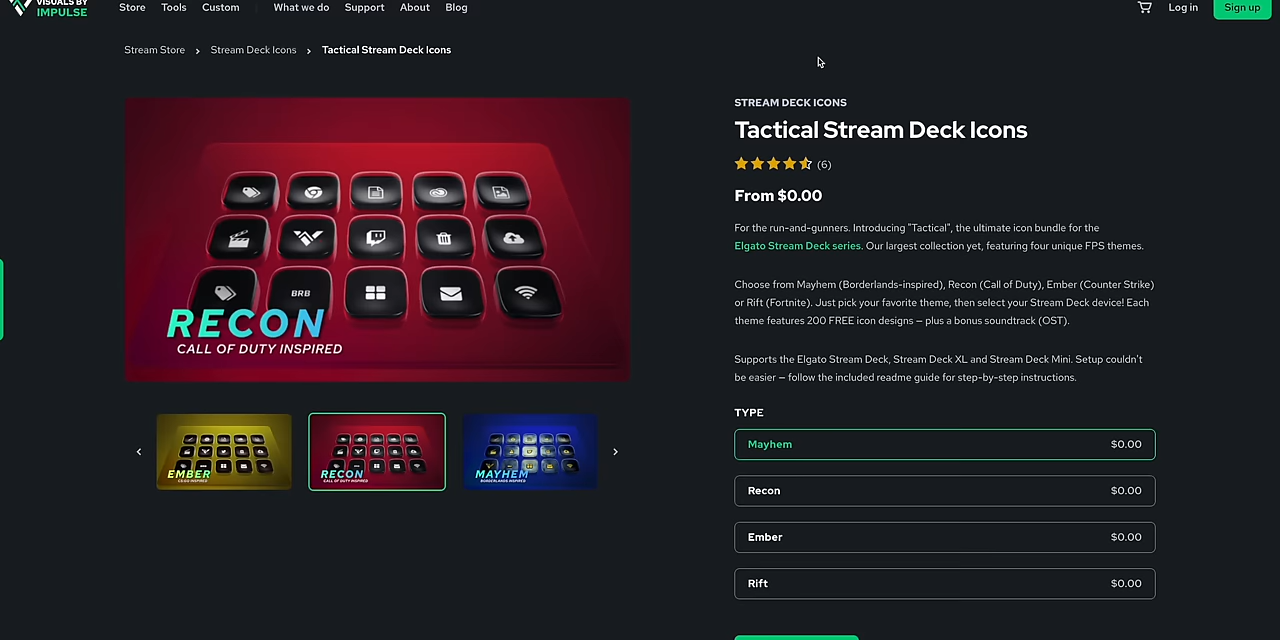 VISUALS BY
IMPULSE
Store
Tools
Custom
What we do
Support
About
Blog
Log in
Sign up
Stream Store › Stream Deck Icons › Tactical Stream Deck Icons
BRB
RECON
CALL OF DUTY INSPIRED
EMBER
CS:GO INSPIRED
RECON
CALL OF DUTY INSPIRED
MAYHEM
BORDERLANDS INSPIRED
STREAM DECK ICONS
Tactical Stream Deck Icons
(6)
From $0.00
For the run-and-gunners. Introducing "Tactical", the ultimate icon bundle for the
Elgato Stream Deck series. Our largest collection yet, featuring four unique FPS themes.
Choose from Mayhem (Borderlands-inspired), Recon (Call of Duty), Ember (Counter Strike)
or Rift (Fortnite). Just pick your favorite theme, then select your Stream Deck device! Each
theme features 200 FREE icon designs – plus a bonus soundtrack (OST).
Supports the Elgato Stream Deck, Stream Deck XL and Stream Deck Mini. Setup couldn't
be easier – follow the included readme guide for step-by-step instructions.
TYPE
Mayhem $0.00
Recon $0.00
Ember $0.00
Rift $0.00